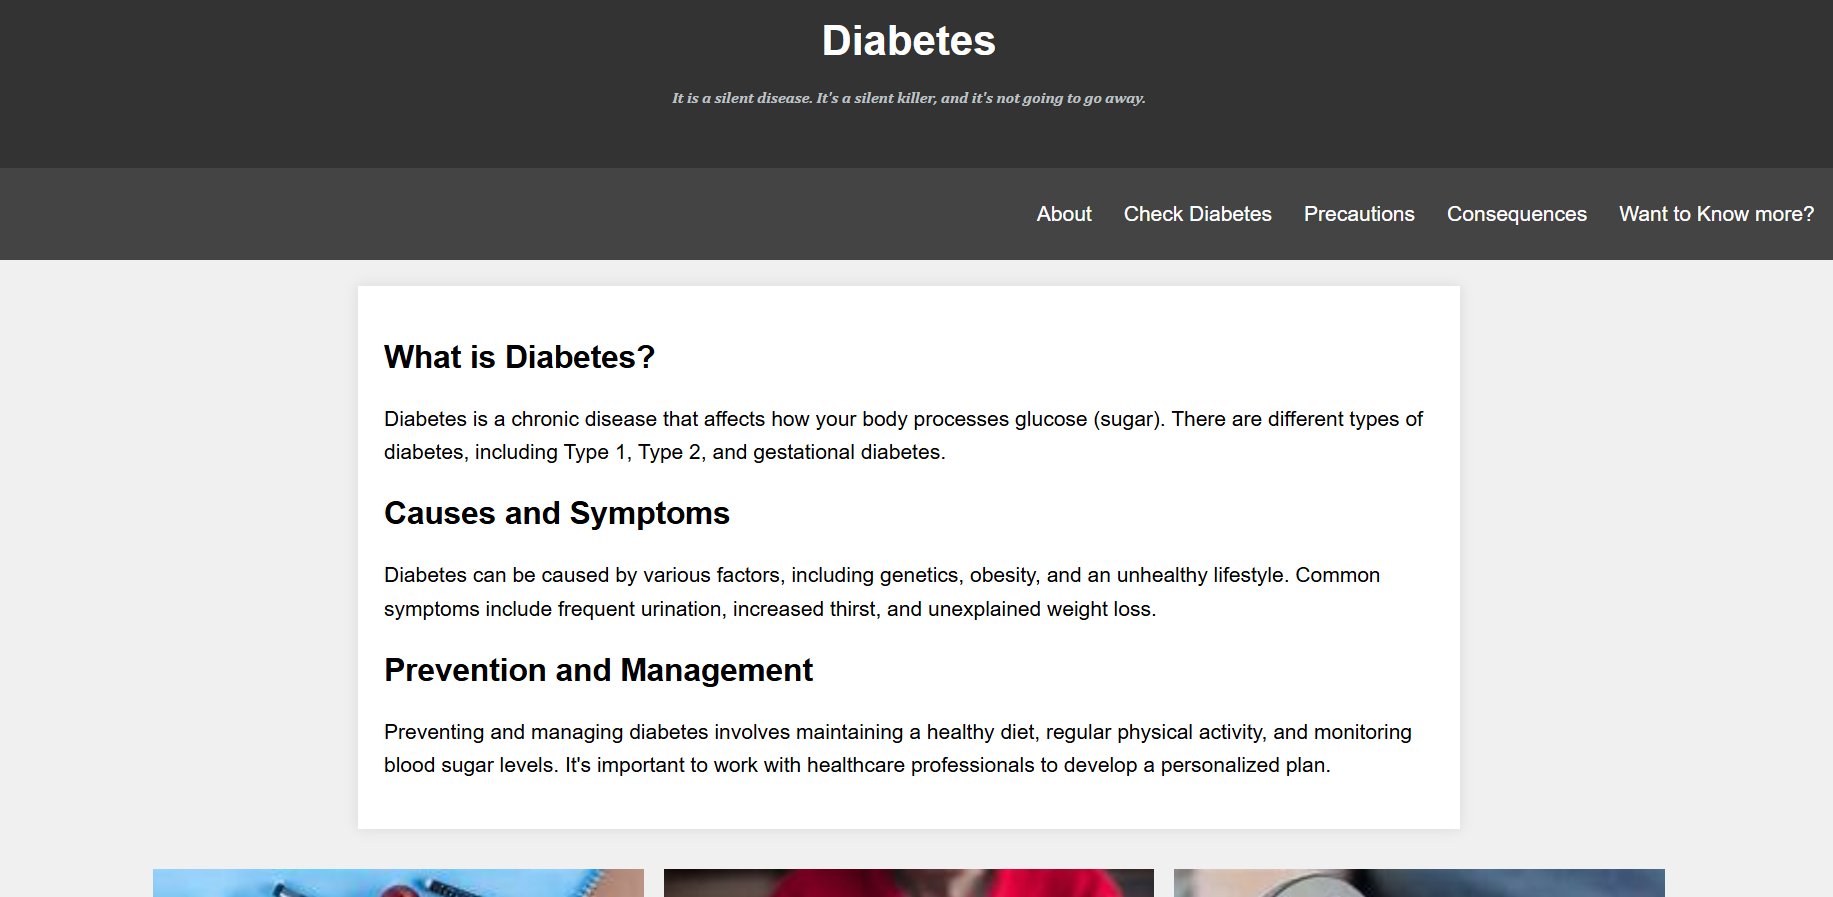 Diabetes
It is a silent disease. It's a silent killer, and it's not going to go away.
About Check Diabetes Precautions Consequences Want to Know more?
What is Diabetes?
Diabetes is a chronic disease that affects how your body processes glucose (sugar). There are different types of
diabetes, including Type 1, Type 2, and gestational diabetes.
Causes and Symptoms
Diabetes can be caused by various factors, including genetics, obesity, and an unhealthy lifestyle. Common
symptoms include frequent urination, increased thirst, and unexplained weight loss.
Prevention and Management
Preventing and managing diabetes involves maintaining a healthy diet, regular physical activity, and monitoring
blood sugar levels. It's important to work with healthcare professionals to develop a personalized plan.